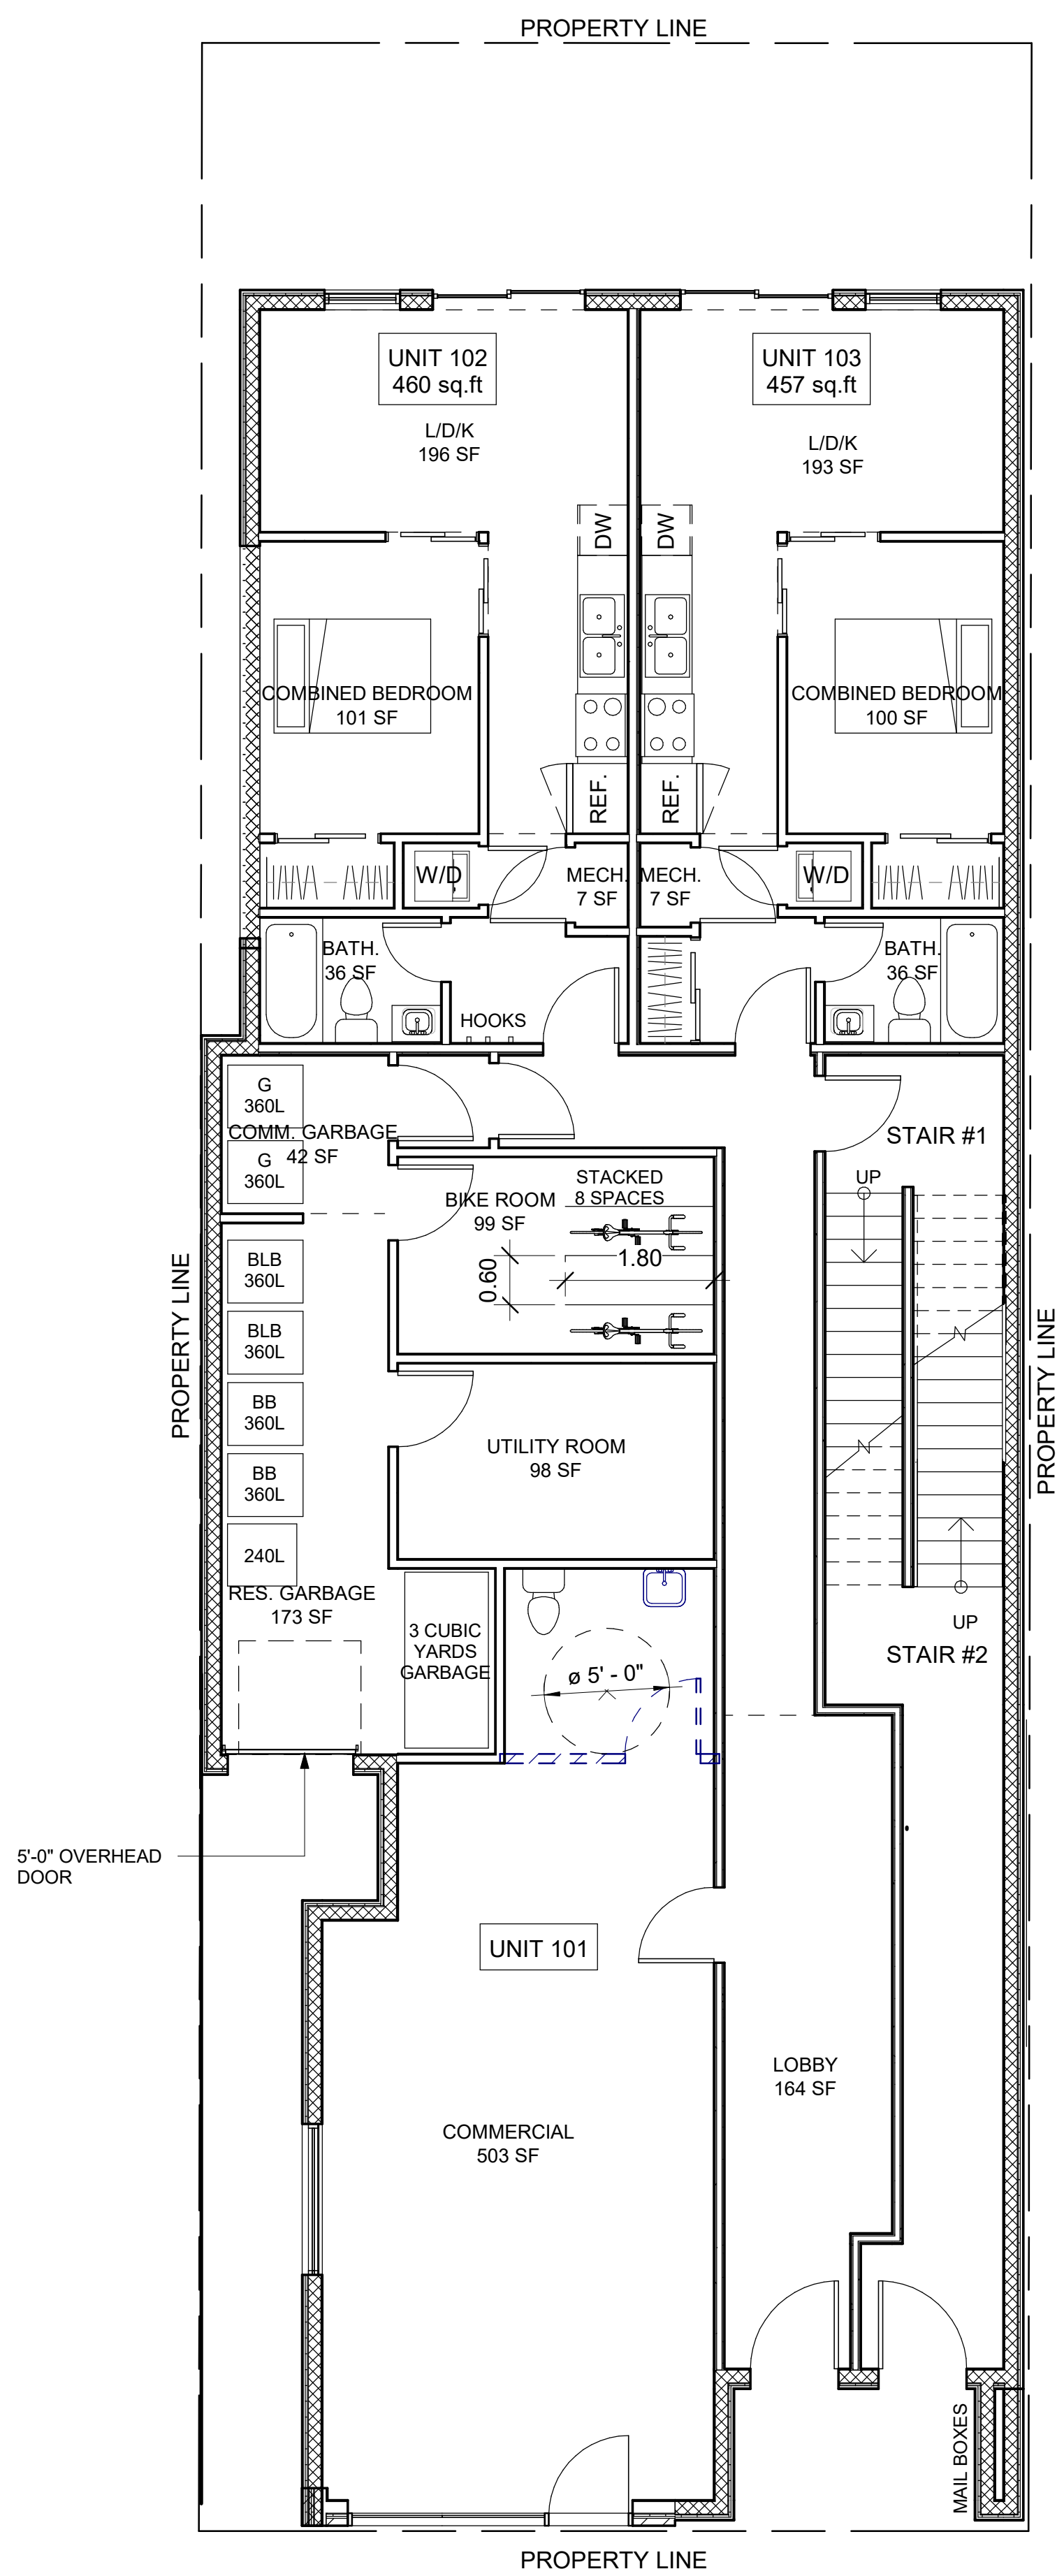 PROPERTY LINE
UNIT 102
460 sq.ft
UNIT 103
457 sq.ft
L/D/K
196 SF
L/D/K
193 SF
DW
DW
COMBINED BEDROOM
101 SF
COMBINED BEDROOM
100 SF
REF.
REF.
W/D
MECH.
7 SF
MECH.
7 SF
W/D
BATH.
36 SF
BATH.
36 SF
HOOKS
G
360L
COMM. GARBAGE
42 SF
G
360L
STAIR #1
STACKED
8 SPACES
BIKE ROOM
99 SF
UP
1.80
0.60
BLB
360L
BLB
360L
PROPERTY LINE
PROPERTY LINE
BB
360L
BB
360L
N
N
UTILITY ROOM
98 SF
240L
RES. GARBAGE
173 SF
3 CUBIC
YARDS
GARBAGE
UP
STAIR #2
ø 5' - 0"
5'-0" OVERHEAD
DOOR
UNIT 101
LOBBY
164 SF
COMMERCIAL
503 SF
MAIL BOXES
PROPERTY LINE